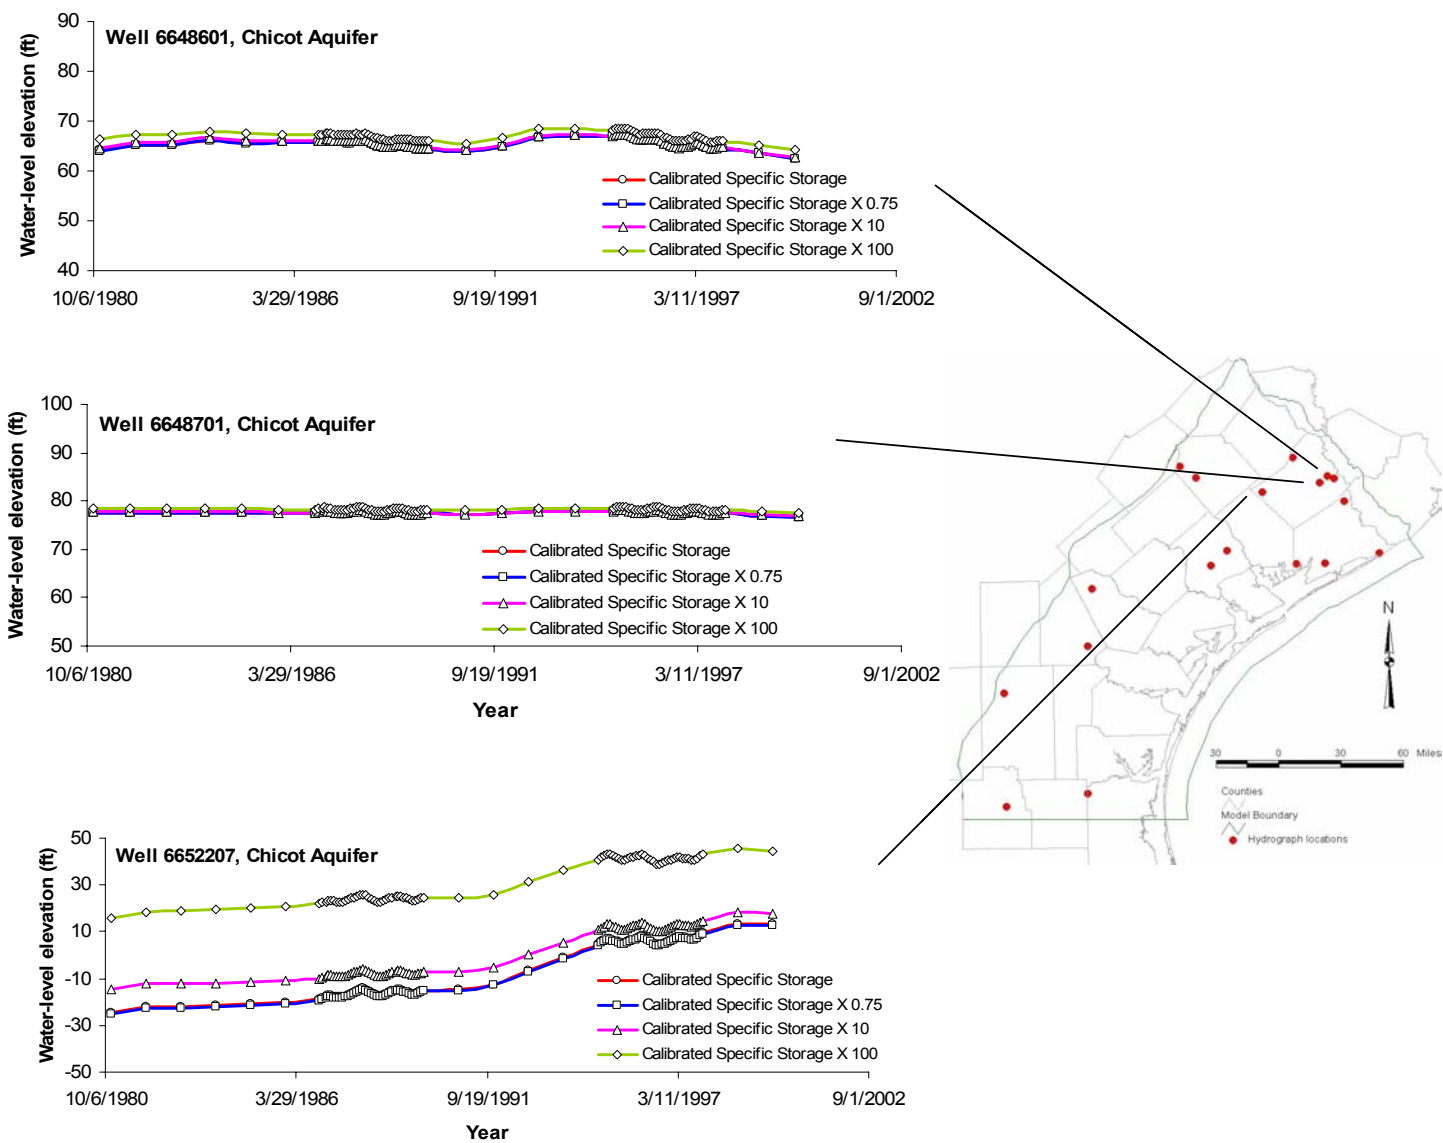 Well 6648601, Chicot Aquifer
Water-level elevation (ft)
90
80
70
60
50
40
10/6/1980 3/29/1986 9/19/1991 3/11/1997 9/1/2002
Calibrated Specific Storage
Calibrated Specific Storage X 0.75
Calibrated Specific Storage X 10
Calibrated Specific Storage X 100
Well 6648701, Chicot Aquifer
Water-level elevation (ft)
100
90
80
70
60
50
10/6/1980 3/29/1986 9/19/1991 3/11/1997 9/1/2002
Year
Calibrated Specific Storage
Calibrated Specific Storage X 0.75
Calibrated Specific Storage X 10
Calibrated Specific Storage X 100
Well 6652207, Chicot Aquifer
Water-level elevation (ft)
50
30
10
-10
-30
-50
10/6/1980 3/29/1986 9/19/1991 3/11/1997 9/1/2002
Year
Calibrated Specific Storage
Calibrated Specific Storage X 0.75
Calibrated Specific Storage X 10
Calibrated Specific Storage X 100
N
30 0 30 60 Miles
Counties
Model Boundary
Hydrograph locations